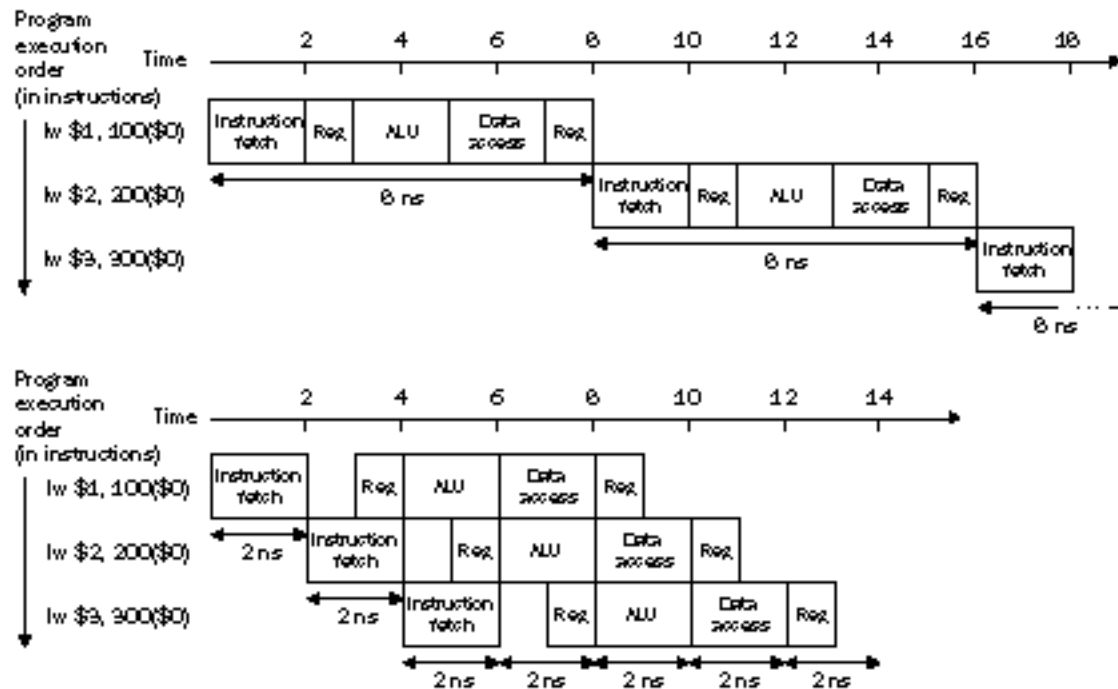 Program
execution
order
(in instructions)
Time
2 4 6 8 10 12 14 16 18
lw $1, 100($0)
Instruction
fetch
Reg
ALU
Data
access
Reg
8 ns
lw $2, 200($0)
Instruction
fetch
Reg
ALU
Data
access
Reg
8 ns
lw $3, 300($0)
Instruction
fetch
...
8 ns
Program
execution
order
(in instructions)
Time
2 4 6 8 10 12 14
lw $1, 100($0)
Instruction
fetch
Reg
ALU
Data
access
Reg
2 ns
lw $2, 200($0)
Instruction
fetch
Reg
ALU
Data
access
Reg
2 ns
lw $3, 300($0)
Instruction
fetch
Reg
ALU
Data
access
Reg
2 ns 2 ns 2 ns 2 ns 2 ns